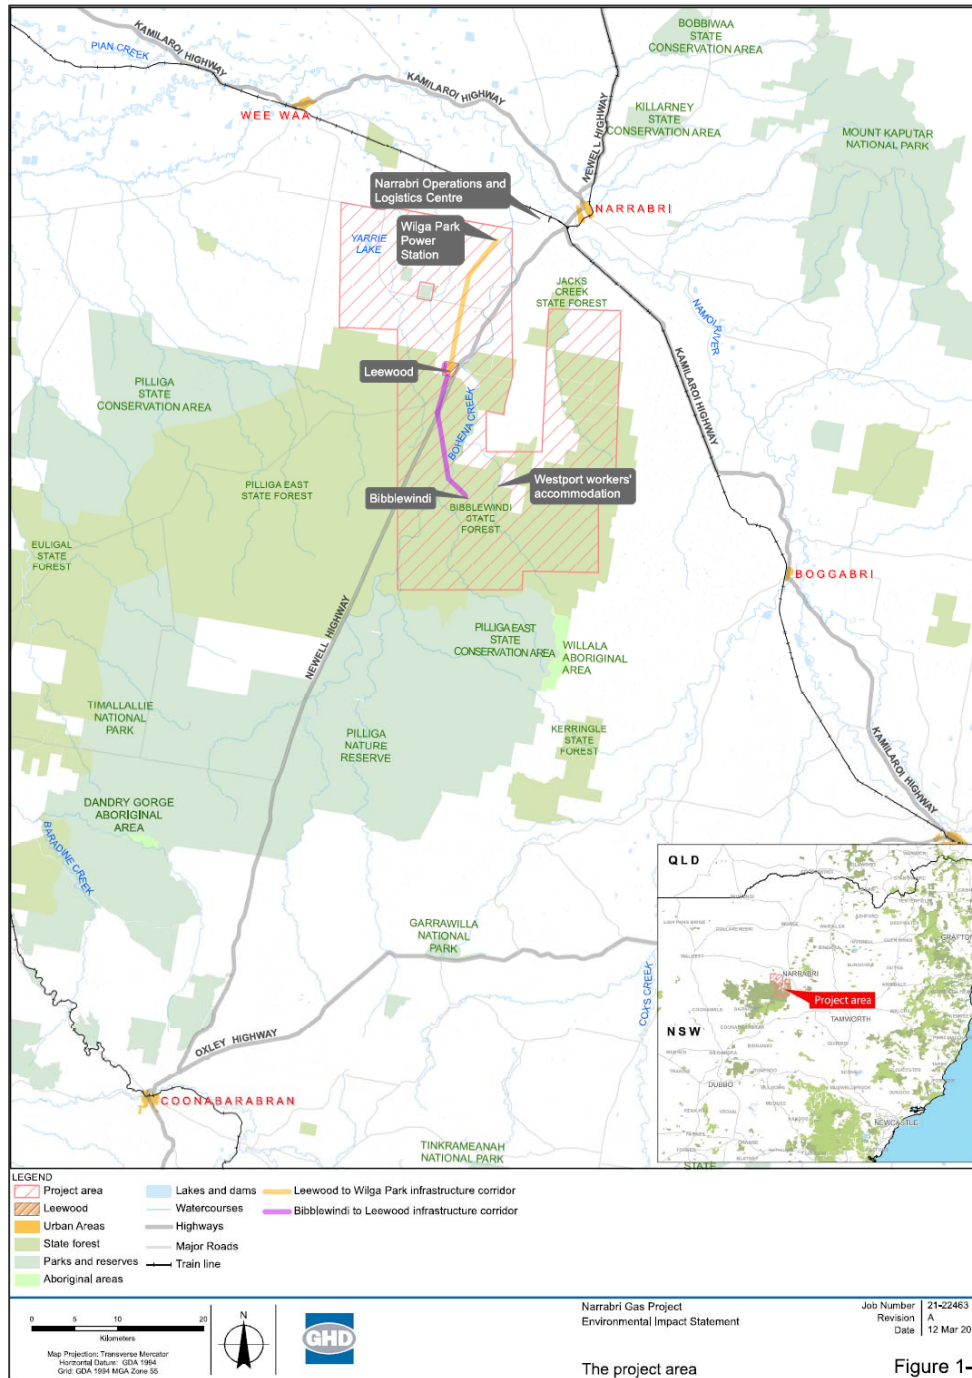 BOBBIWAA
STATE
CONSERVATION AREA
KAMILAROI HIGHWAY
PIAN CREEK
KAMILAROI HIGHWAY
WEE WAA
KILLARNEY
STATE
CONSERVATION AREA
NEWELL HIGHWAY
MOUNT KAPUTAR
NATIONAL PARK
Narrabri Operations and
Logistics Centre
NARRABRI
Wilga Park
Power
Station
YARRIE
LAKE
JACKS
CREEK
STATE FOREST
NAMOI RIVER
KAMILAROI HIGHWAY
Leewood
PILLIGA
STATE
CONSERVATION AREA
BOHENA CREEK
PILLIGA EAST
STATE FOREST
Westport workers'
accommodation
Bibblewindi
BIBBLEWINDI
STATE
FOREST
EULIGAL
STATE
FOREST
BOGGABRI
NEWELL HIGHWAY
PILLIGA EAST
STATE
CONSERVATION AREA
WILLALA
ABORIGINAL
AREA
TIMALLALLIE
NATIONAL
PARK
PILLIGA
NATURE
RESERVE
KERRINGLE
STATE
FOREST
KAMILAROI HIGHWAY
DANDRY GORGE
ABORIGINAL
AREA
BARADINE CREEK
GARRAWILLA
NATIONAL
PARK
COX'S CREEK
OXLEY HIGHWAY
COONABARABRAN
TINKRAMEANAH
NATIONAL PARK
STATE
QLD
NSW
NARRABRI
Project area
TAMWORTH
GRAFTON
DUBBO
NEWCASTLE
LEGEND
Project area
Leewood
Urban Areas
State forest
Parks and reserves
Aboriginal areas
Lakes and dams
Watercourses
Highways
Major Roads
Train line
Leewood to Wilga Park infrastructure corridor
Bibblewindi to Leewood infrastructure corridor
0 5 10 20
Kilometers
Map Projection: Transverse Mercator
Horizontal Datum: GDA 1994
Grid: GDA 1994 MGA Zone 55
N
GHD
Narrabri Gas Project
Environmental Impact Statement
The project area
Job Number 21-22463
Revision A
Date 12 Mar 20
Figure 1-